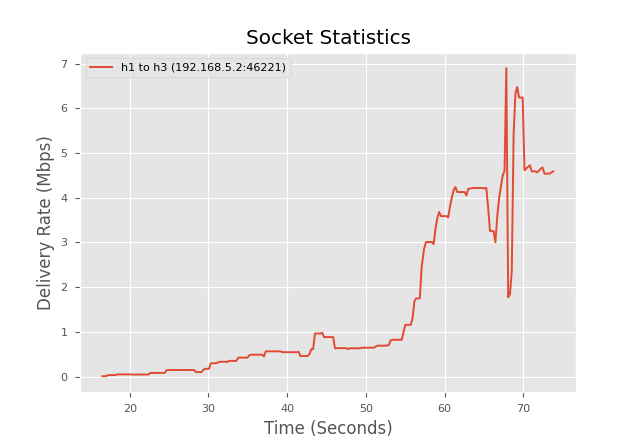 Socket Statistics
h1 to h3 (192.168.5.2:46221)
Delivery Rate (Mbps)
7
6
5
4
3
2
1
0
20 30 40 50 60 70
Time (Seconds)